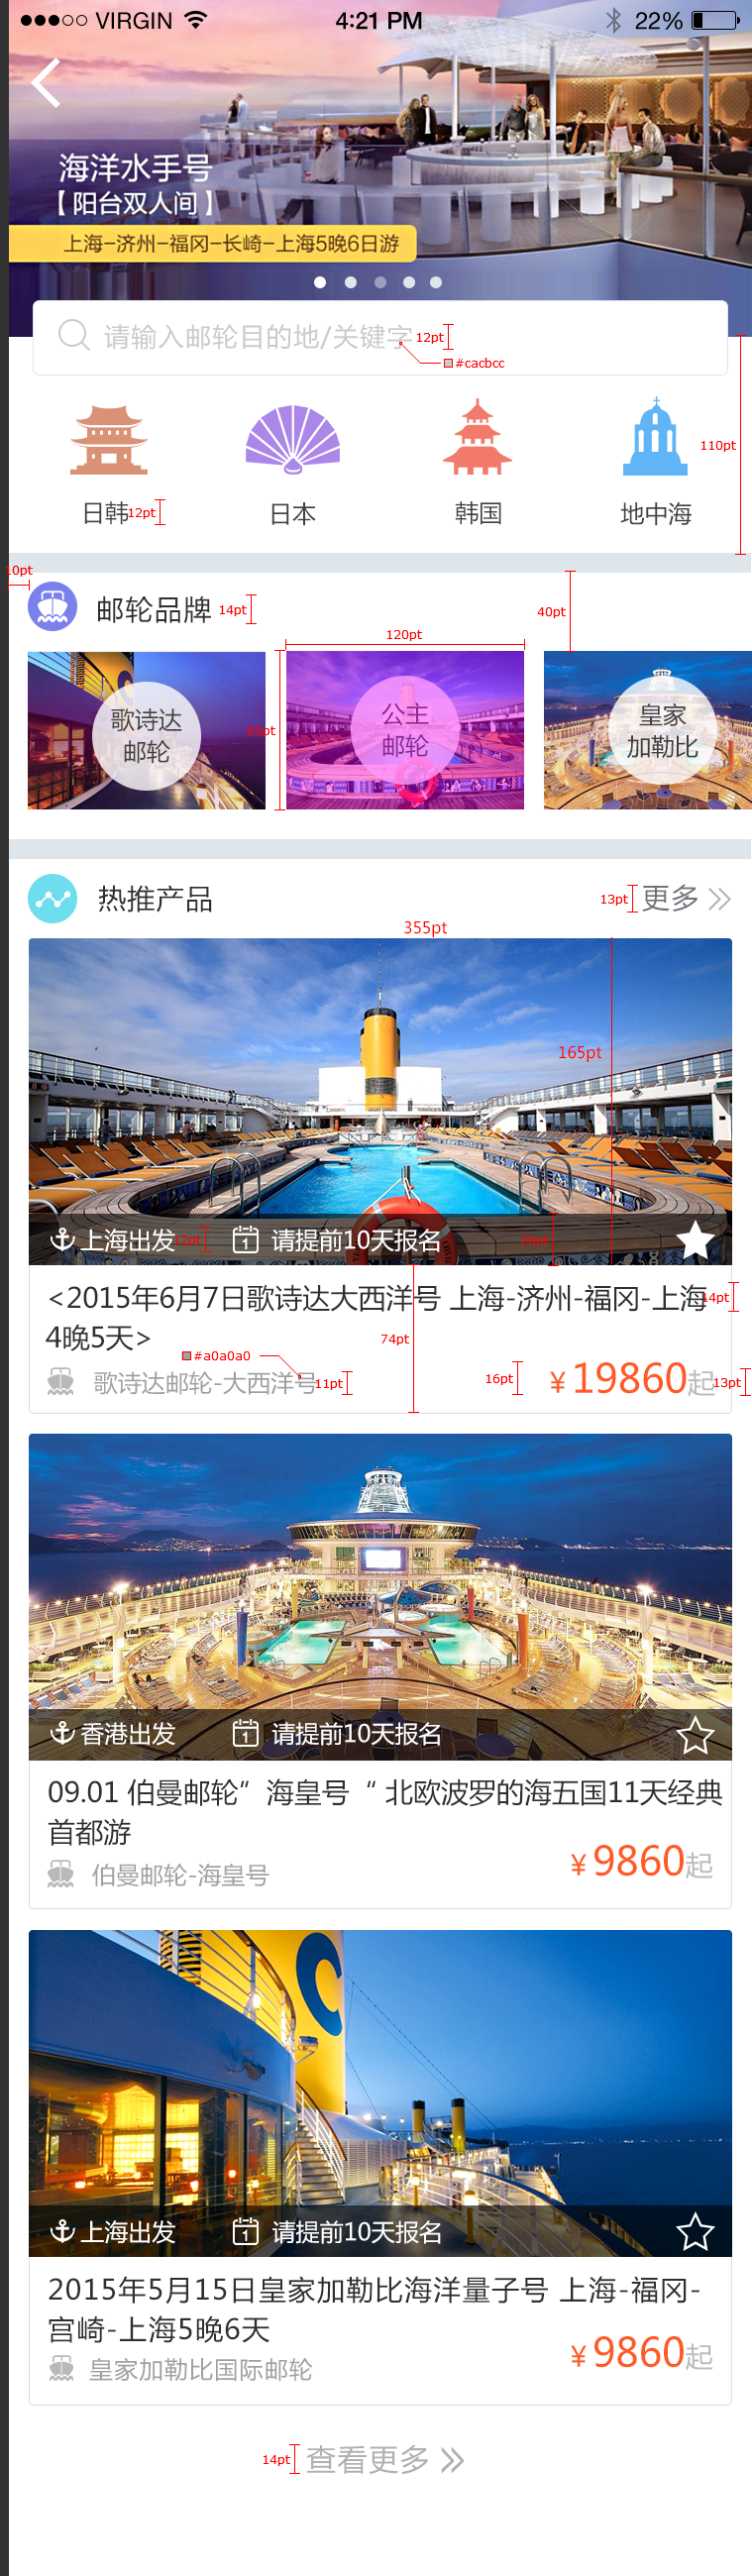 VIRGIN 4:21 PM 22%
海洋水手号
【阳台双人间】
上海-济州-福冈-长崎-上海5晚6日游
请输入邮轮目的地/关键字 12pt
#cacbcc
110pt
日韩 12pt 日本 韩国 地中海
10pt
邮轮品牌 14pt 40pt
120pt
歌诗达
邮轮
80pt
公主
邮轮
皇家
加勒比
热推产品 13pt 更多
355pt
165pt
上海出发 12pt 请提前10天报名
<2015年6月7日歌诗达大西洋号 上海-济州-福冈-上海 14pt
4晚5天>
74pt
#a0a0a0
歌诗达邮轮-大西洋号 11pt 16pt ¥19860起 13pt
香港出发 请提前10天报名
09.01 伯曼邮轮”海皇号“ 北欧波罗的海五国11天经典
首都游
伯曼邮轮-海皇号 ¥9860起
上海出发 请提前10天报名
2015年5月15日皇家加勒比海洋量子号 上海-福冈-
宫崎-上海5晚6天
皇家加勒比国际邮轮 ¥9860起
14pt 查看更多